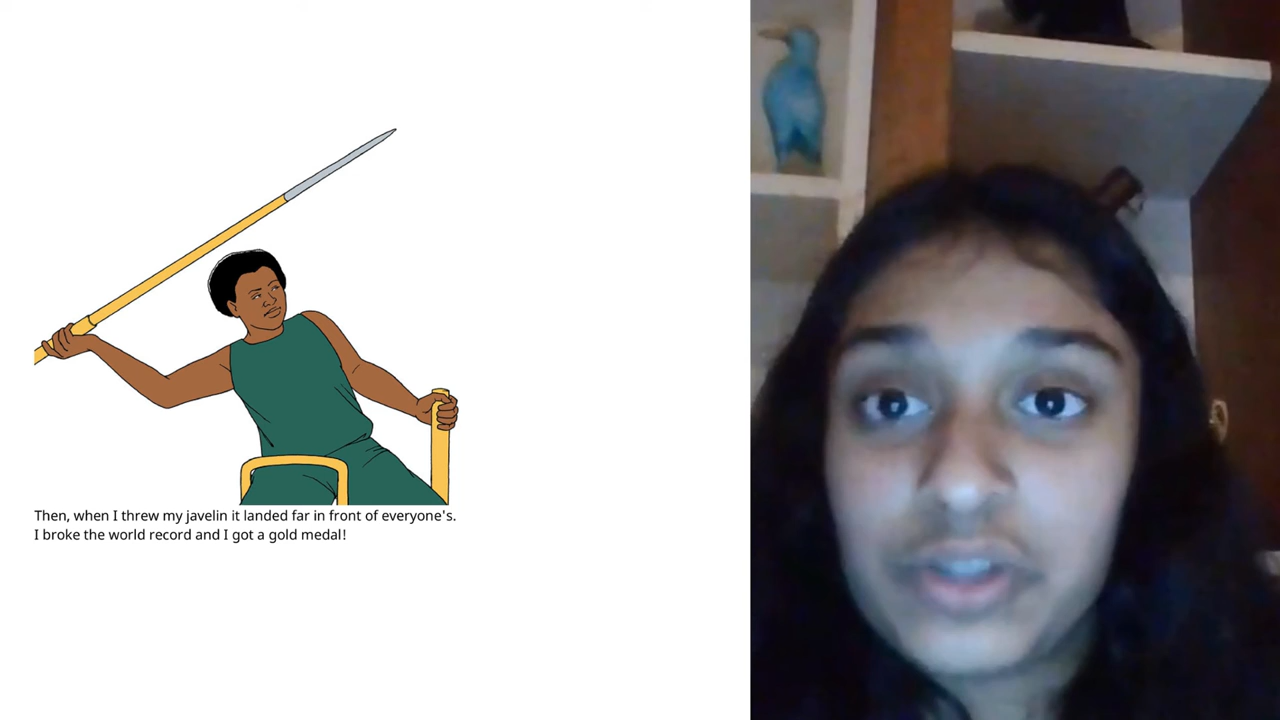 Then, when I threw my javelin it landed far in front of everyone's.
I broke the world record and I got a gold medal!